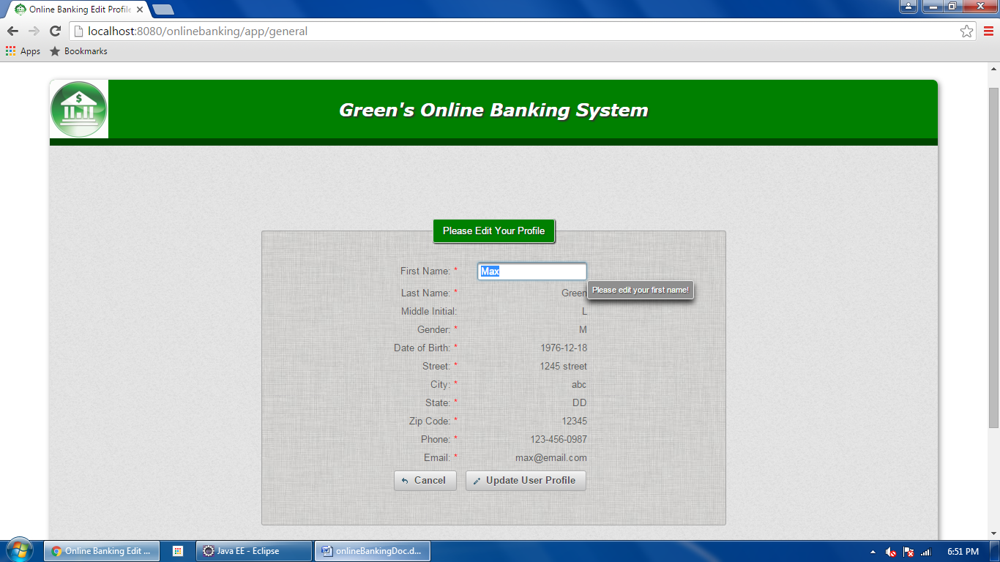 Online Banking Edit Profile
localhost:8080/onlinebanking/app/general
Apps Bookmarks
$
Green's Online Banking System
Please Edit Your Profile
First Name: * Max
Please edit your first name!
Last Name: * Green
Middle Initial: L
Gender: * M
Date of Birth: * 1976-12-18
Street: * 1245 street
City: * abc
State: * DD
Zip Code: * 12345
Phone: * 123-456-0987
Email: * max@email.com
Cancel Update User Profile
Online Banking Edit ... Java EE - Eclipse onlineBankingDoc.d... 6:51 PM